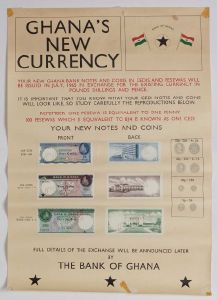 GHANA'S
NEW
CURRENCY
YOUR NEW GHANA BANK NOTES AND COINS IN CEDIS AND PESEWAS WILL
BE ISSUED IN JULY, 1965 IN EXCHANGE FOR THE EXISTING CURRENCY IN
POUNDS, SHILLINGS AND PENCE.
IT IS IMPORTANT THAT YOU KNOW WHAT YOUR CEDI NOTES AND COINS
WILL LOOK LIKE, SO STUDY CAREFULLY THE REPRODUCTIONS BELOW.
REMEMBER: ONE PESEWA IS EQUIVALENT TO ONE PENNY
100 PESEWAS WHICH IS EQUIVALENT TO 8/4 IS KNOWN AS ONE CEDI
YOUR NEW NOTES AND COINS
FRONT
BACK
FULL DETAILS OF THE EXCHANGE WILL BE ANNOUNCED LATER
BY
THE BANK OF GHANA